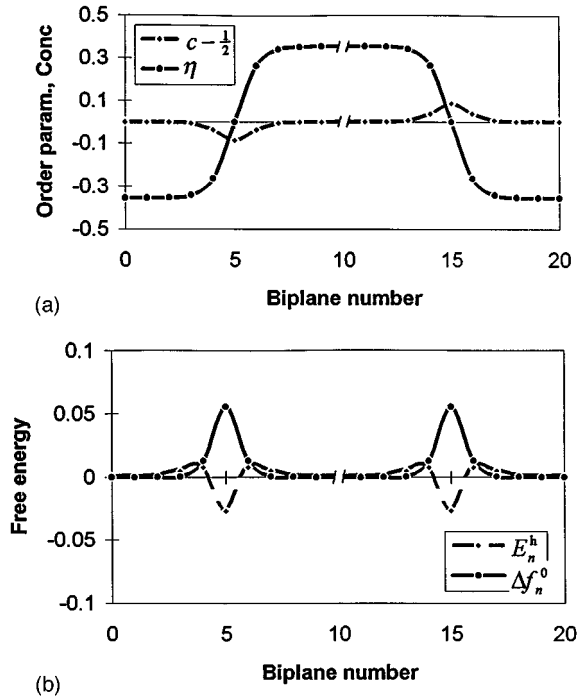 0.5
0.3
0.1
-0.1
-0.3
-0.5
Order param., Conc
c − 1/2
η
0 5 10 15 20
Biplane number
(a)
0.1
0.05
0
-0.05
-0.1
Free energy
E_n^h
Δf_n^0
0 5 10 15 20
Biplane number
(b)